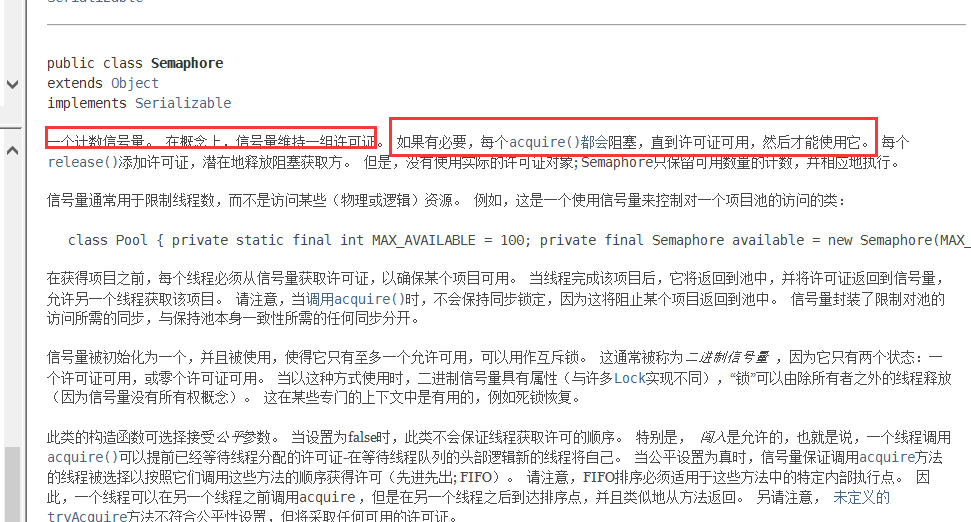 Serializable
public class Semaphore
extends Object
implements Serializable
一个计数信号量。 在概念上，信号量维持一组许可证。 如果有必要，每个acquire()都会阻塞，直到许可证可用，然后才能使用它。 每个
release()添加许可证，潜在地释放阻塞获取方。 但是，没有使用实际的许可证对象; Semaphore只保留可用数量的计数，并相应地执行。
信号量通常用于限制线程数，而不是访问某些（物理或逻辑）资源。 例如，这是一个使用信号量来控制对一个项目池的访问的类：
class Pool { private static final int MAX_AVAILABLE = 100; private final Semaphore available = new Semaphore(MAX_
在获得项目之前，每个线程必须从信号量获取许可证，以确保某个项目可用。 当线程完成该项目后，它将返回到池中，并将许可证返回到信号量，
允许另一个线程获取该项目。 请注意，当调用acquire()时，不会保持同步锁定，因为这将阻止某个项目返回到池中。 信号量封装了限制对池的
访问所需的同步，与保持池本身一致性所需的任何同步分开。
信号量被初始化为一个，并且被使用，使得它只有至多一个允许可用，可以用作互斥锁。 这通常被称为二进制信号量 ，因为它只有两个状态：一
个许可证可用，或零个许可证可用。 当以这种方式使用时，二进制信号量具有属性（与许多Lock实现不同），“锁”可以由除所有者之外的线程释放
（因为信号量没有所有权概念）。 这在某些专门的上下文中是有用的，例如死锁恢复。
此类的构造函数可选择接受公平参数。 当设置为false时，此类不会保证线程获取许可的顺序。 特别是， 闯入是允许的，也就是说，一个线程调用
acquire()可以提前已经等待线程分配的许可证-在等待线程队列的头部逻辑新的线程将自己。 当公平设置为真时，信号量保证调用acquire方法
的线程被选择以按照它们调用这些方法的顺序获得许可（先进先出; FIFO）。 请注意，FIFO排序必须适用于这些方法中的特定内部执行点。 因
此，一个线程可以在另一个线程之前调用acquire ，但是在另一个线程之后到达排序点，并且类似地从方法返回。 另请注意， 未定义的
tryAcquire方法不符合公平性设置，但将采取任何可用的许可证。